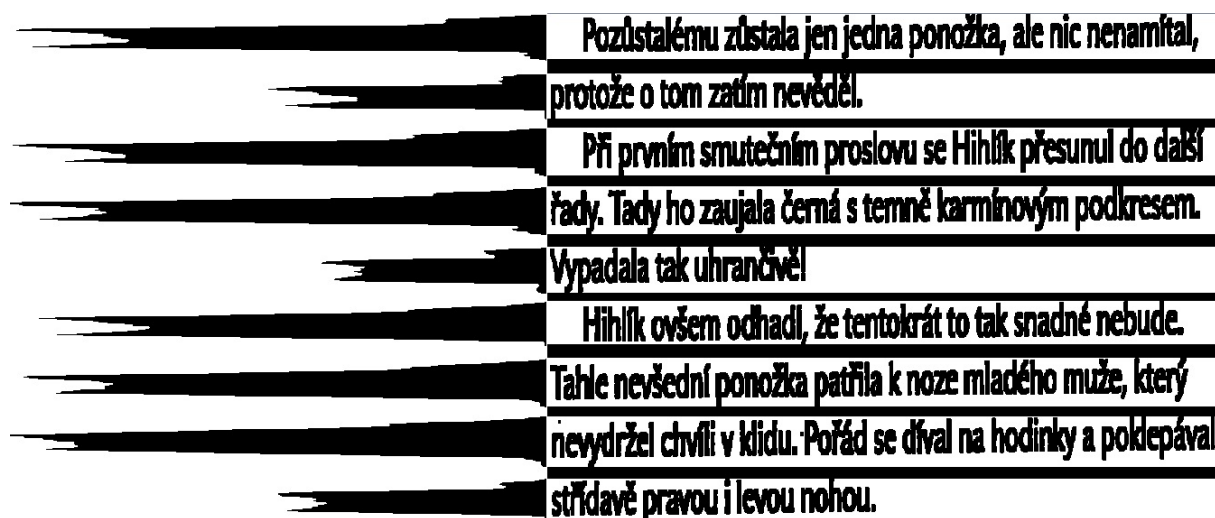 Pozůstalému zůstala jen jedna ponožka, ale nic nenamítal,
protože o tom zatím nevěděl.
Při prvním smutečním proslovu se Hihlík přesunul do další
řady. Tady ho zaujala černá s temně karmínovým podkresem.
Vypadala tak uhrančivě!
Hihlík ovšem odhadl, že tentokrát to tak snadné nebude.
Tahle nevšední ponožka patřila k noze mladého muže, který
nevydržel chvíli v klidu. Pořád se díval na hodinky a poklepával
střídavě pravou i levou nohou.